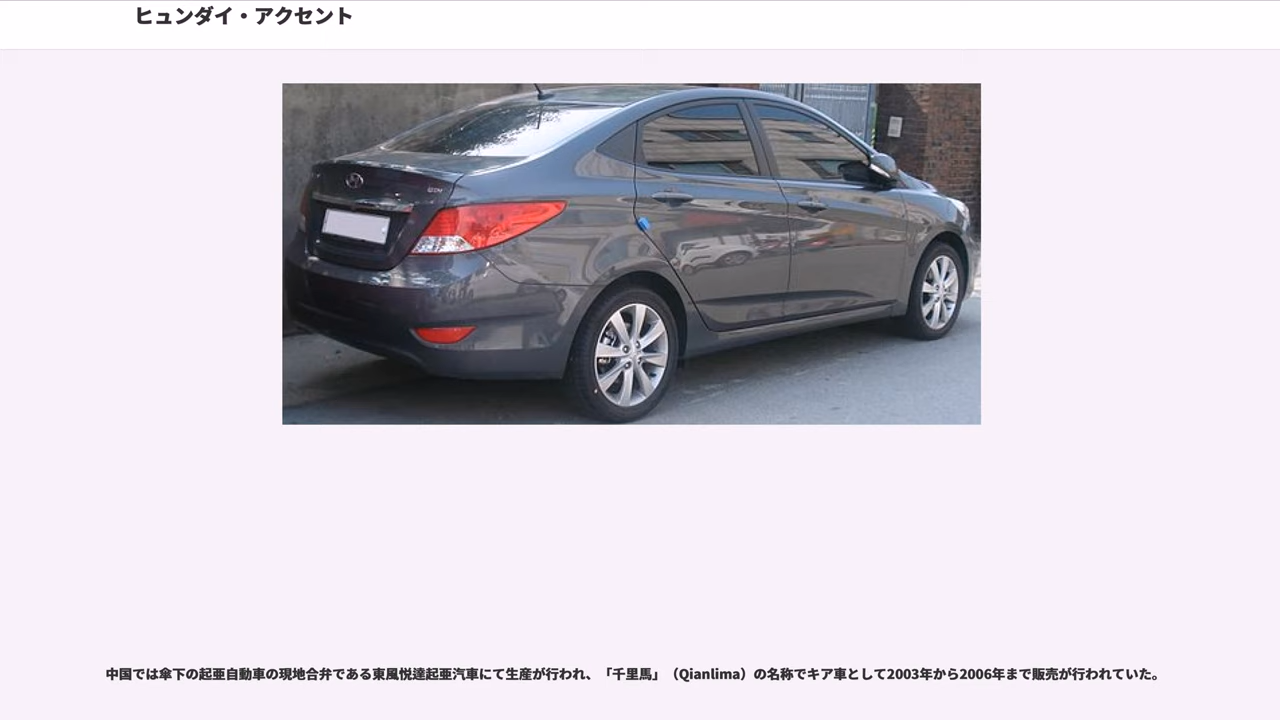 ヒュンダイ・アクセント
中国では傘下の起亜自動車の現地合弁である東風悦達起亜汽車にて生産が行われ、「千里馬」（Qianlima）の名称でキア車として2003年から2006年まで販売が行われていた。